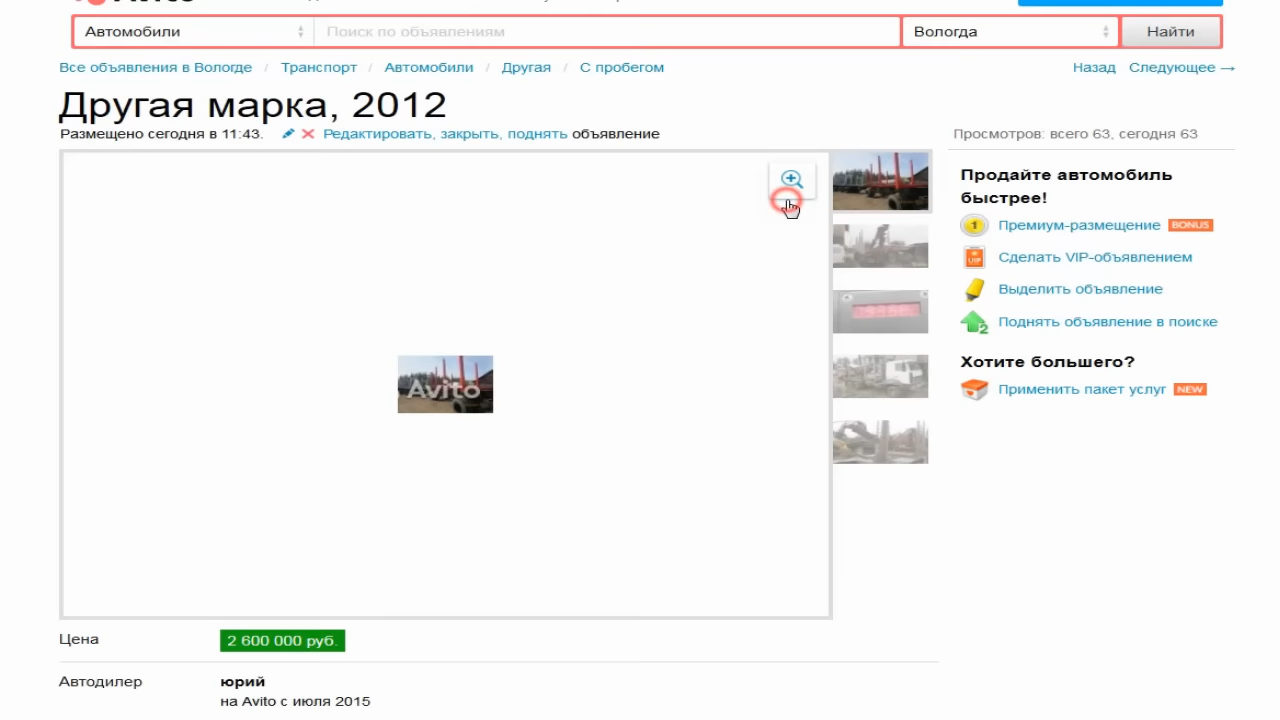 Автомобили
Поиск по объявлениям
Вологда
Найти
Все объявления в Вологде / Транспорт / Автомобили / Другая / С пробегом
Назад Следующее →
Другая марка, 2012
Размещено сегодня в 11:43. Редактировать, закрыть, поднять объявление
Просмотров: всего 63, сегодня 63
Продайте автомобиль
быстрее!
1 Премиум-размещение BONUS
VIP Сделать VIP-объявлением
Выделить объявление
2 Поднять объявление в поиске
Хотите большего?
Применить пакет услуг NEW
Avito
Цена 2 600 000 руб.
Автодилер юрий
на Avito с июля 2015